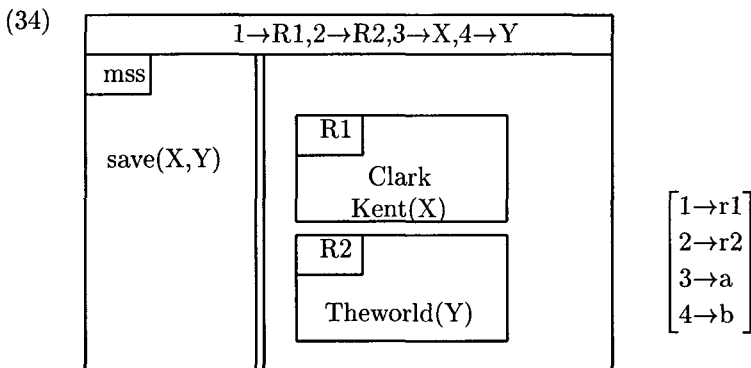 (34)
1→R1,2→R2,3→X,4→Y
mss
save(X,Y)
R1
Clark
Kent(X)
R2
Theworld(Y)
1→r1
2→r2
3→a
4→b